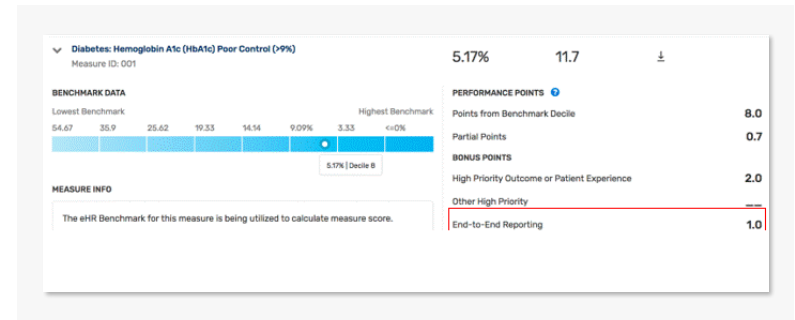 Diabetes: Hemoglobin A1c (HbA1c) Poor Control (>9%)
Measure ID: 001
5.17% 11.7
BENCHMARK DATA
Lowest Benchmark Highest Benchmark
54.67 35.9 25.62 19.33 14.14 9.09% 3.33 <=0%
5.17% | Decile 8
MEASURE INFO
The eHR Benchmark for this measure is being utilized to calculate measure score.
PERFORMANCE POINTS ?
Points from Benchmark Decile 8.0
Partial Points 0.7
BONUS POINTS
High Priority Outcome or Patient Experience 2.0
Other High Priority __
End-to-End Reporting 1.0